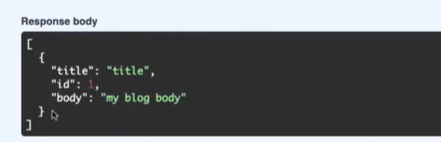 Response body
[
{
"title": "title",
"id": 1,
"body": "my blog body"
}
]